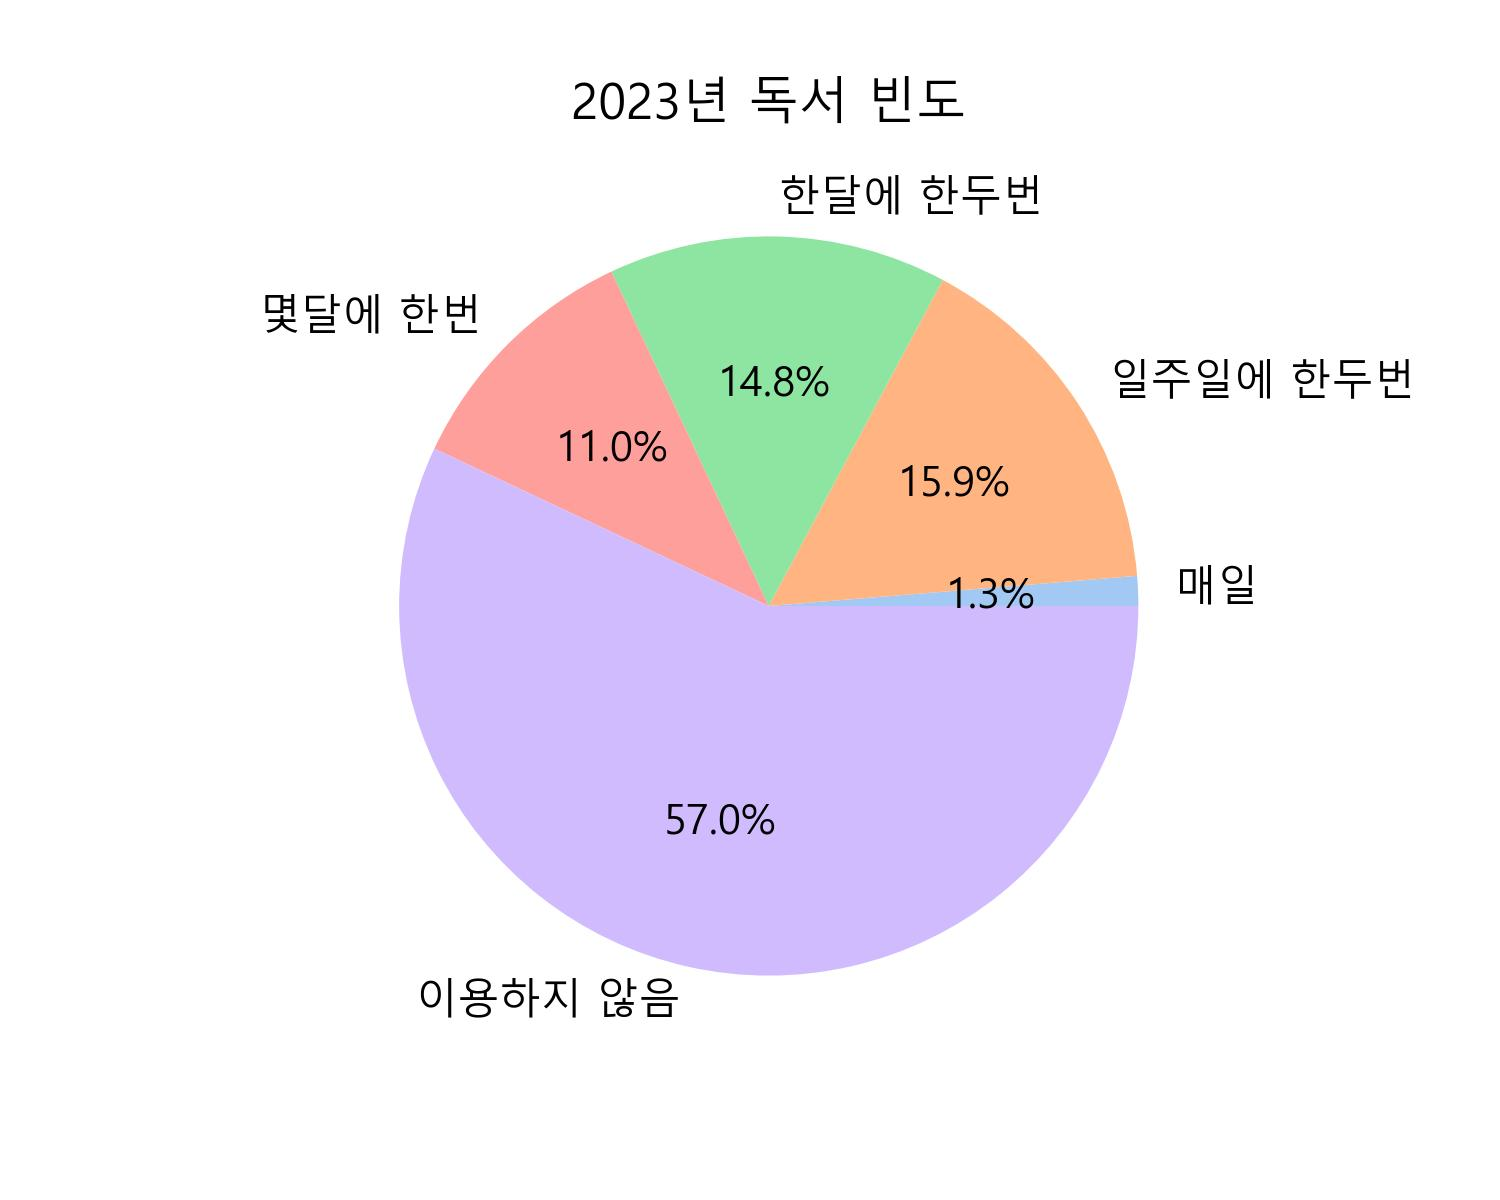 2023년 독서 빈도
한달에 한두번
몇달에 한번
일주일에 한두번
14.8%
11.0%
15.9%
매일
1.3%
57.0%
이용하지 않음